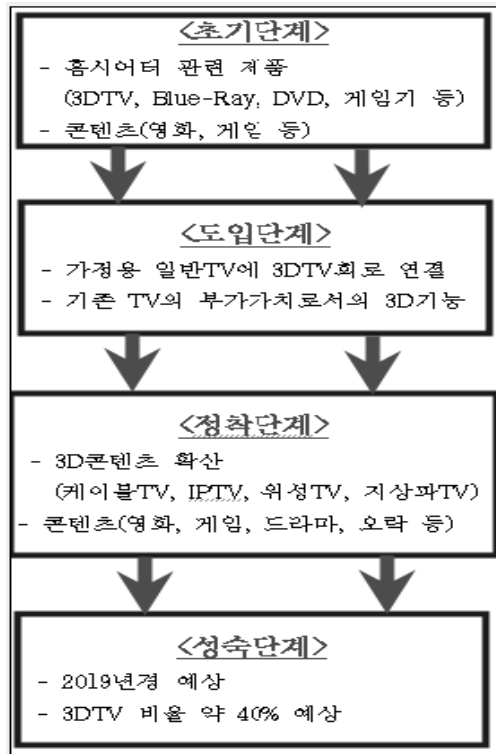 <초기단계>
- 홈시어터 관련 제품
(3DTV, Blue-Ray, DVD, 게임기 등)
- 콘텐츠(영화, 게임 등)
<도입단계>
- 가정용 일반TV에 3DTV회로 연결
- 기존 TV의 부가가치로서의 3D기능
<정착단계>
- 3D콘텐츠 확산
(케이블TV, IPTV, 위성TV, 지상파TV)
- 콘텐츠(영화, 게임, 드라마, 오락 등)
<성숙단계>
- 2019년경 예상
- 3DTV 비율 약 40% 예상